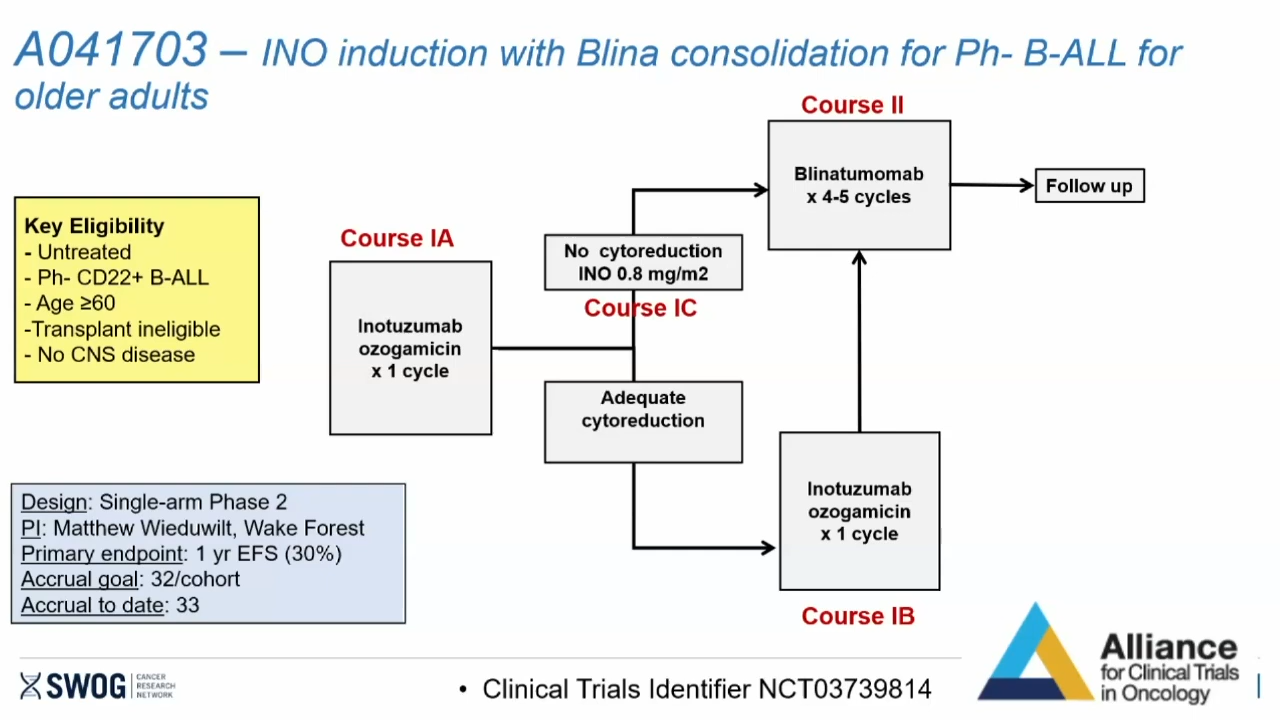 A041703 – INO induction with Blina consolidation for Ph- B-ALL for
older adults
Key Eligibility
- Untreated
- Ph- CD22+ B-ALL
- Age ≥60
-Transplant ineligible
- No CNS disease
Course IA
Inotuzumab
ozogamicin
x 1 cycle
No cytoreduction
INO 0.8 mg/m2
Course IC
Adequate
cytoreduction
Course II
Blinatumomab
x 4-5 cycles
Follow up
Inotuzumab
ozogamicin
x 1 cycle
Course IB
Design: Single-arm Phase 2
PI: Matthew Wieduwilt, Wake Forest
Primary endpoint: 1 yr EFS (30%)
Accrual goal: 32/cohort
Accrual to date: 33
SWOG
CANCER
RESEARCH
NETWORK
• Clinical Trials Identifier NCT03739814
Alliance
for Clinical Trials
in Oncology